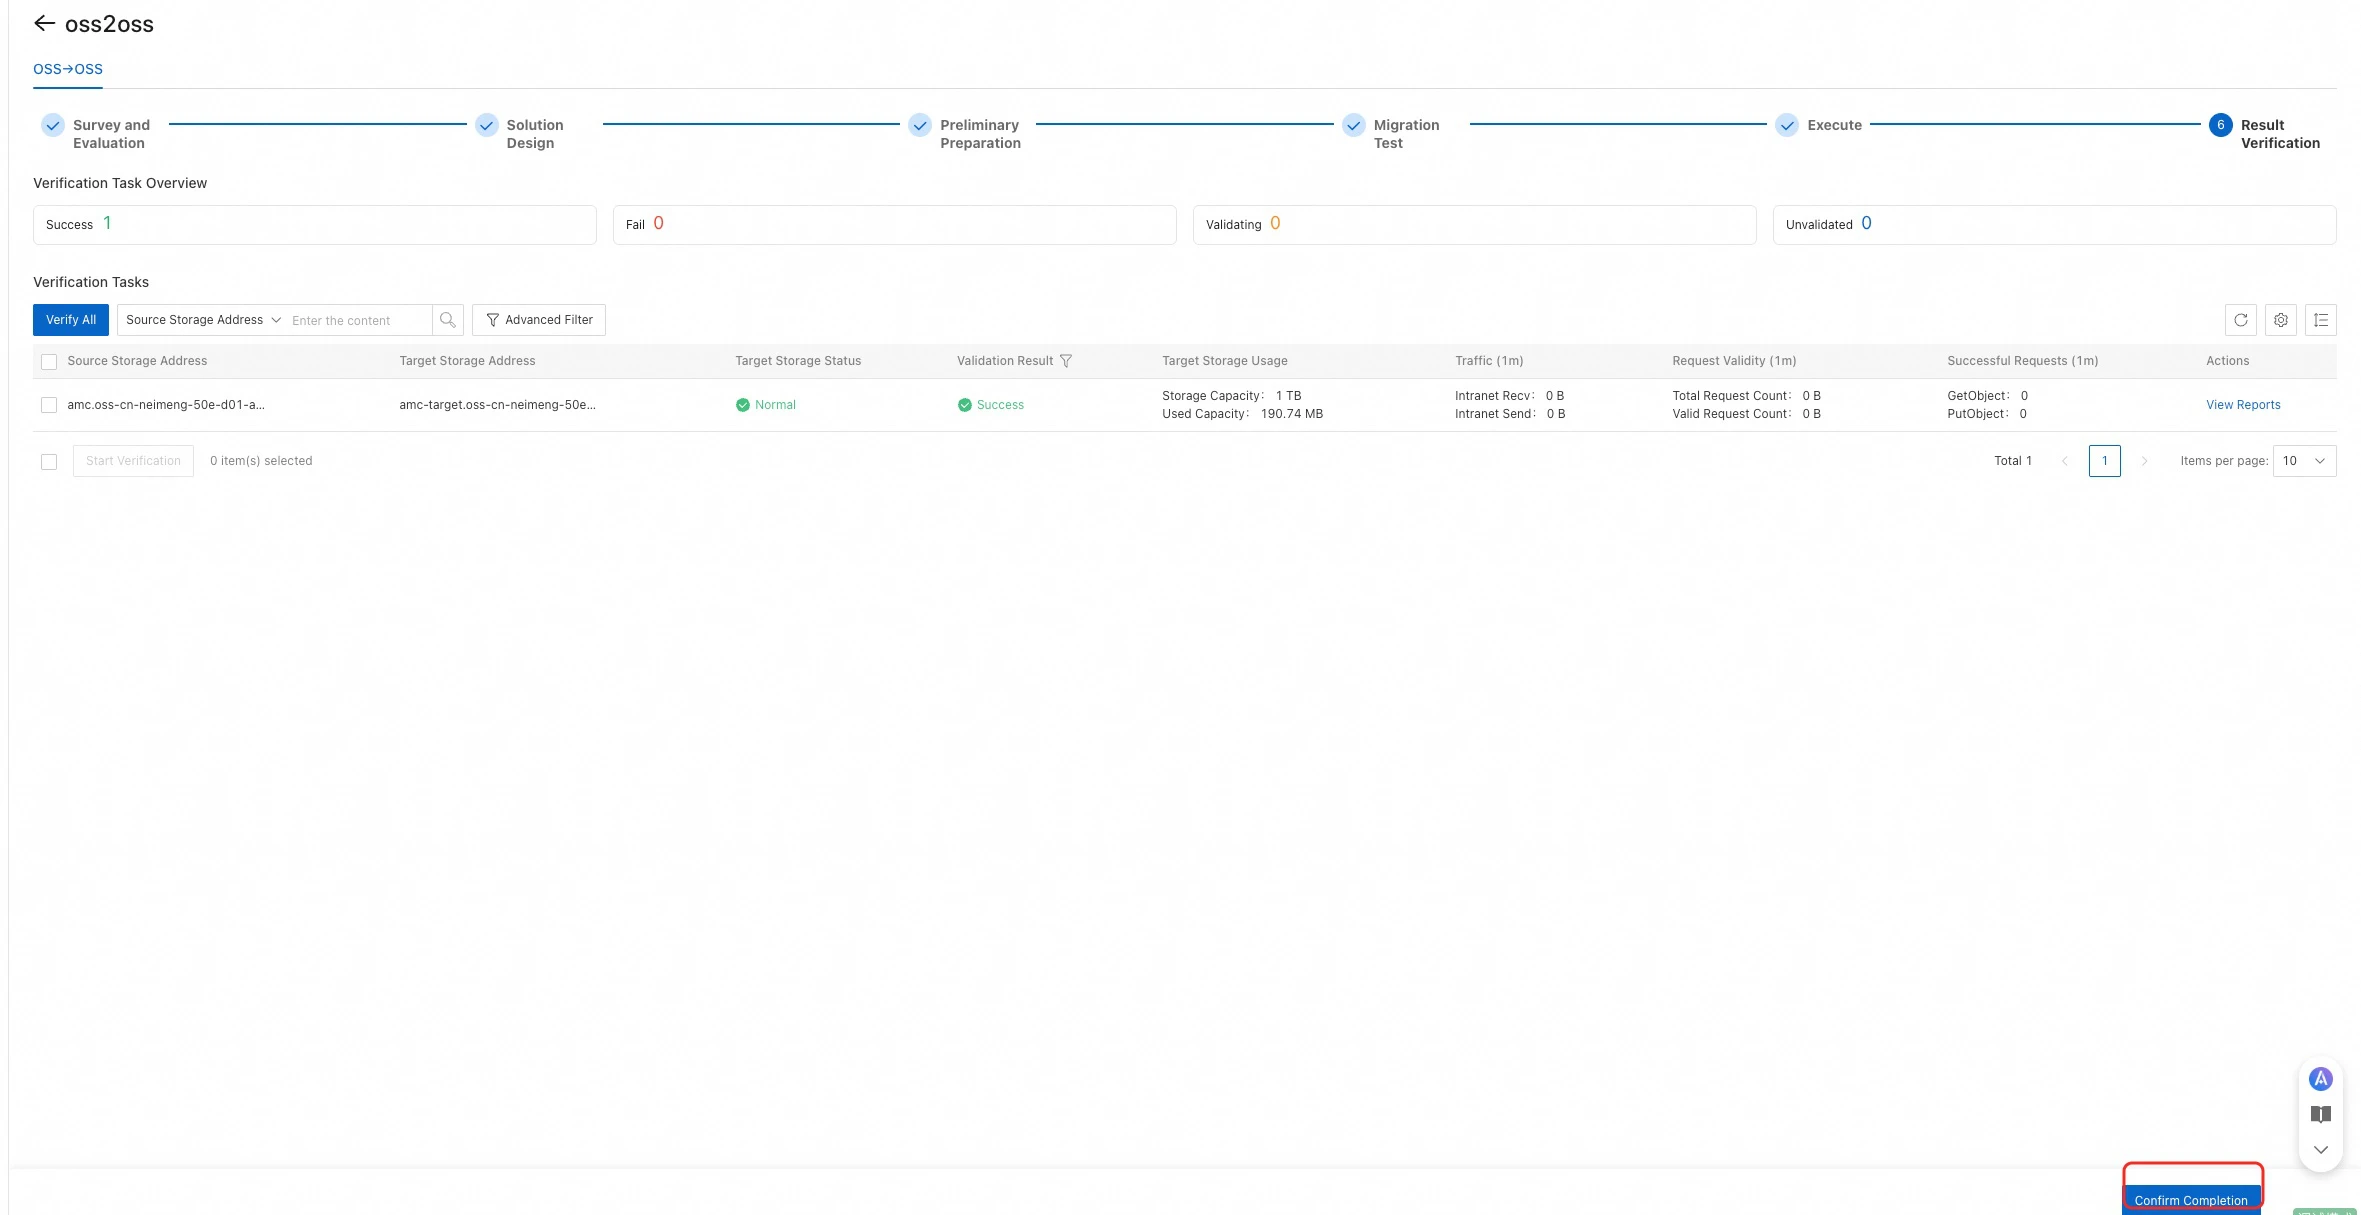 oss2oss
OSS→OSS
Survey and
Evaluation
Solution
Design
Preliminary
Preparation
Migration
Test
Execute
6 Result
Verification
Verification Task Overview
Success 1
Fail 0
Validating 0
Unvalidated 0
Verification Tasks
Verify All Source Storage Address Enter the content Advanced Filter
Source Storage Address Target Storage Address Target Storage Status Validation Result Target Storage Usage Traffic (1m) Request Validity (1m) Successful Requests (1m) Actions
amc.oss-cn-neimeng-50e-d01-a... amc-target.oss-cn-neimeng-50e... Normal Success
Storage Capacity: 1 TB
Used Capacity: 190.74 MB
Intranet Recv: 0 B
Intranet Send: 0 B
Total Request Count: 0 B
Valid Request Count: 0 B
GetObject: 0
PutObject: 0
View Reports
Start Verification 0 item(s) selected Total 1 1 Items per page: 10
Confirm Completion